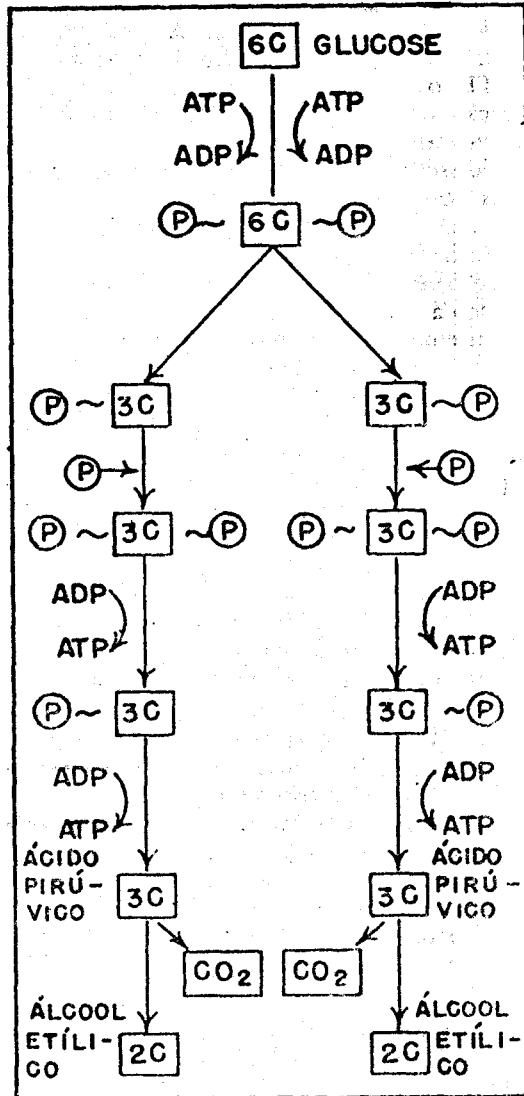 6C GLUCOSE
ATP ATP
ADP ADP
P ~ 6C ~ P
P ~ 3C 3C ~ P
P P
P ~ 3C ~ P P ~ 3C ~ P
ADP ADP
ATP ATP
P ~ 3C 3C ~ P
ADP ADP
ATP ATP
ÁCIDO ÁCIDO
PIRÚ- PIRÚ-
VICO 3C 3C VICO
CO2 CO2
ÁLCOOL ÁLCOOL
ETÍLI- ETÍLI-
CO 2C 2C CO